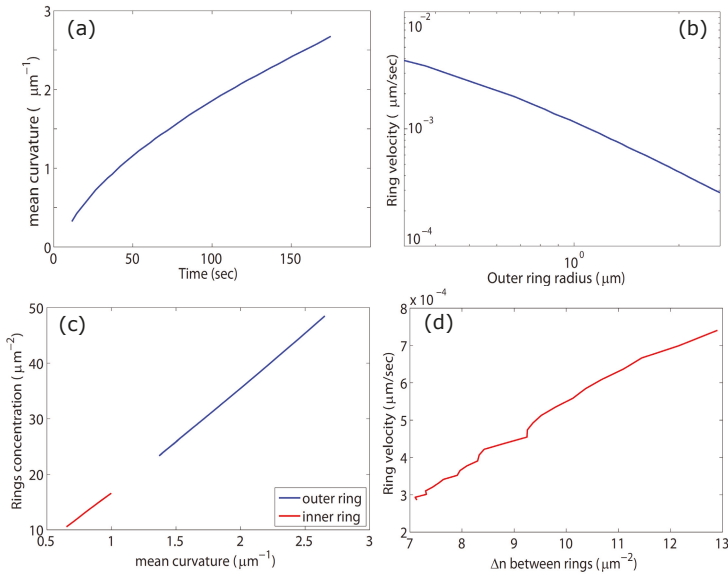 (a)
3
2
1
0
mean curvature ( μm⁻¹)
0
50
100
150
Time (sec)
(b)
10⁻²
10⁻³
10⁻⁴
Ring velocity ( μm/sec)
10⁰
Outer ring radius (μm)
(c)
50
40
30
20
10
Rings concentration (μm⁻²)
outer ring
inner ring
0.5
1
1.5
2
2.5
3
mean curvature (μm⁻¹)
(d)
x 10⁻⁴
8
7
6
5
4
3
2
Ring velocity (μm/sec)
7
8
9
10
11
12
13
Δn between rings (μm⁻²)